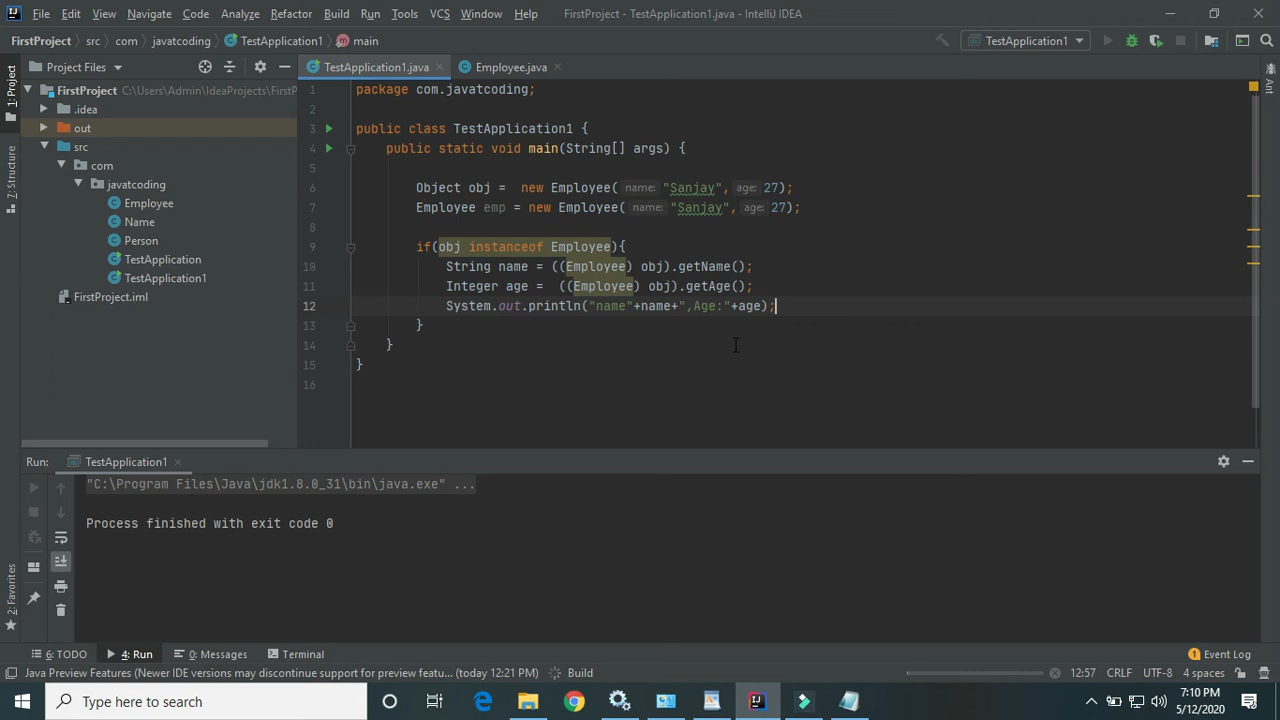 File Edit View Navigate Code Analyze Refactor Build Run Tools VCS Window Help FirstProject - TestApplication1.java - IntelliJ IDEA
FirstProject src com javatcoding TestApplication1 main TestApplication1
1: Project
Project Files
TestApplication1.java
Employee.java
Ant
FirstProject C:\Users\Admin\IdeaProjects\FirstP
.idea
out
src
com
javatcoding
Employee
Name
Person
TestApplication
TestApplication1
FirstProject.iml
Z: Structure
1 package com.javatcoding;
2
3 public class TestApplication1 {
4 public static void main(String[] args) {
5
6 Object obj = new Employee( name: "Sanjay", age: 27);
7 Employee emp = new Employee( name: "Sanjay", age: 27);
8
9 if(obj instanceof Employee){
10 String name = ((Employee) obj).getName();
11 Integer age = ((Employee) obj).getAge();
12 System.out.println("name"+name+",Age:"+age);
13 }
14 }
15 }
16
Run: TestApplication1
"C:\Program Files\Java\jdk1.8.0_31\bin\java.exe" ...
Process finished with exit code 0
2: Favorites
6: TODO 4: Run 0: Messages Terminal 1 Event Log
Java Preview Features (Newer IDE versions may discontinue support for preview featu... (today 12:21 PM) Build 12:57 CRLF UTF-8 4 spaces
Type here to search
7:10 PM
5/12/2020